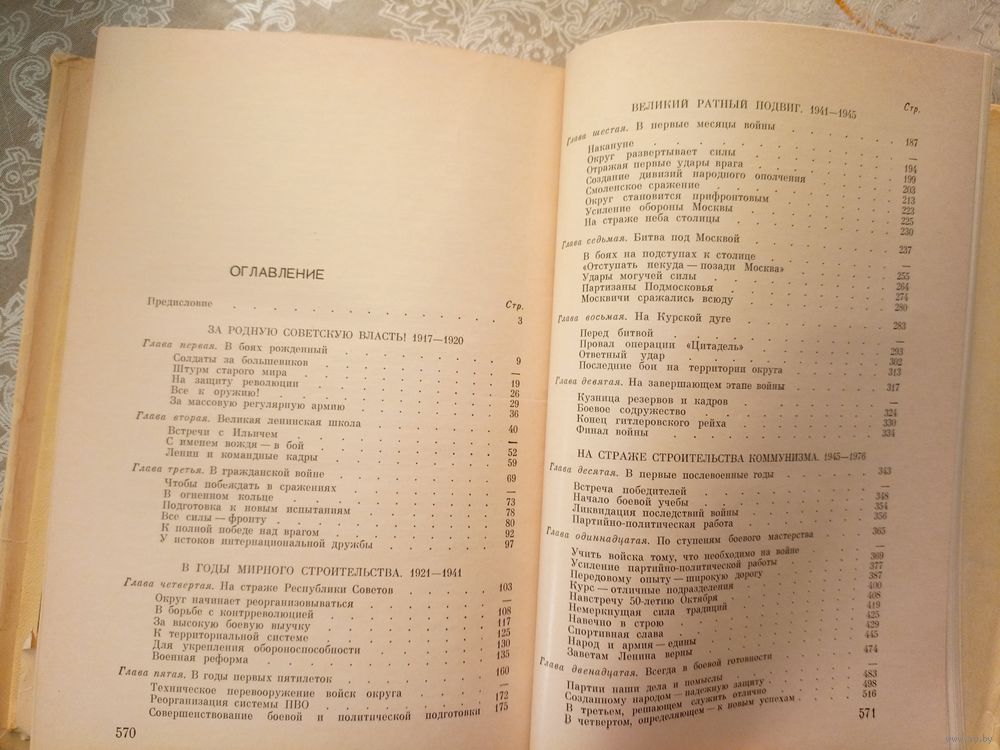 ОГЛАВЛЕНИЕ
Стр.
Предисловие . . . 3
ЗА РОДНУЮ СОВЕТСКУЮ ВЛАСТЬ! 1917—1920
Глава первая. В боях рожденный . . . 9
Солдаты за большевиков . . . —
Штурм старого мира . . . 19
На защиту революции . . . 26
Все к оружию! . . . 29
За массовую регулярную армию . . . 36
Глава вторая. Великая ленинская школа . . . 40
Встречи с Ильичем . . . —
С именем вождя — в бой . . . 52
Ленин и командные кадры . . . 59
Глава третья. В гражданской войне . . . 69
Чтобы побеждать в сражениях . . . —
В огненном кольце . . . 73
Подготовка к новым испытаниям . . . 78
Все силы — фронту . . . 80
К полной победе над врагом . . . 92
У истоков интернациональной дружбы . . . 97
В ГОДЫ МИРНОГО СТРОИТЕЛЬСТВА. 1921—1941
Глава четвертая. На страже Республики Советов . . . 103
Округ начинает реорганизовываться . . . —
В борьбе с контрреволюцией . . . 108
За высокую боевую выучку . . . 117
К территориальной системе . . . 125
Для укрепления обороноспособности . . . 130
Военная реформа . . . 135
Глава пятая. В годы первых пятилеток . . . 160
Техническое перевооружение войск округа . . . —
Реорганизация системы ПВО . . . 172
Совершенствование боевой и политической подготовки 175
570
ВЕЛИКИЙ РАТНЫЙ ПОДВИГ. 1941—1945
Стр.
Глава шестая. В первые месяцы войны . . . 187
Накануне . . . —
Округ развертывает силы . . . 194
Отражая первые удары врага . . . 199
Создание дивизий народного ополчения . . . 203
Смоленское сражение . . . 213
Округ становится прифронтовым . . . 223
Усиление обороны Москвы . . . 225
На страже неба столицы . . . 230
Глава седьмая. Битва под Москвой . . . 237
В боях на подступах к столице . . . —
«Отступать некуда — позади Москва» . . . 255
Удары могучей силы . . . 264
Партизаны Подмосковья . . . 274
Москвичи сражались всюду . . . 280
Глава восьмая. На Курской дуге . . . 283
Перед битвой . . . —
Провал операции «Цитадель» . . . 293
Ответный удар . . . 302
Последние бои на территории округа . . . 313
Глава девятая. На завершающем этапе войны . . . 317
Кузница резервов и кадров . . . —
Боевое содружество . . . 324
Конец гитлеровского рейха . . . 330
Финал войны . . . 334
НА СТРАЖЕ СТРОИТЕЛЬСТВА КОММУНИЗМА. 1945—1976
Глава десятая. В первые послевоенные годы . . . 343
Встреча победителей . . . —
Начало боевой учебы . . . 348
Ликвидация последствий войны . . . 354
Партийно-политическая работа . . . 356
Глава одиннадцатая. По ступеням боевого мастерства . . . 365
Учить войска тому, что необходимо на войне . . . —
Усиление партийно-политической работы . . . 369
Передовому опыту — широкую дорогу . . . 377
Курс — отличные подразделения . . . 387
Навстречу 50-летию Октября . . . 400
Немеркнущая сила традиций . . . 408
Навечно в строю . . . 419
Спортивная слава . . . 425
Народ и армия — едины . . . 429
Заветам Ленина верны . . . 445
Глава двенадцатая. Всегда в боевой готовности . . . 474
Партии наши дела и помыслы . . . —
Созданному народом — надежную защиту . . . 483
В третьем, решающем служить отлично . . . 498
В четвертом, определяющем — к новым успехам . . . 516
571
www.ay.by